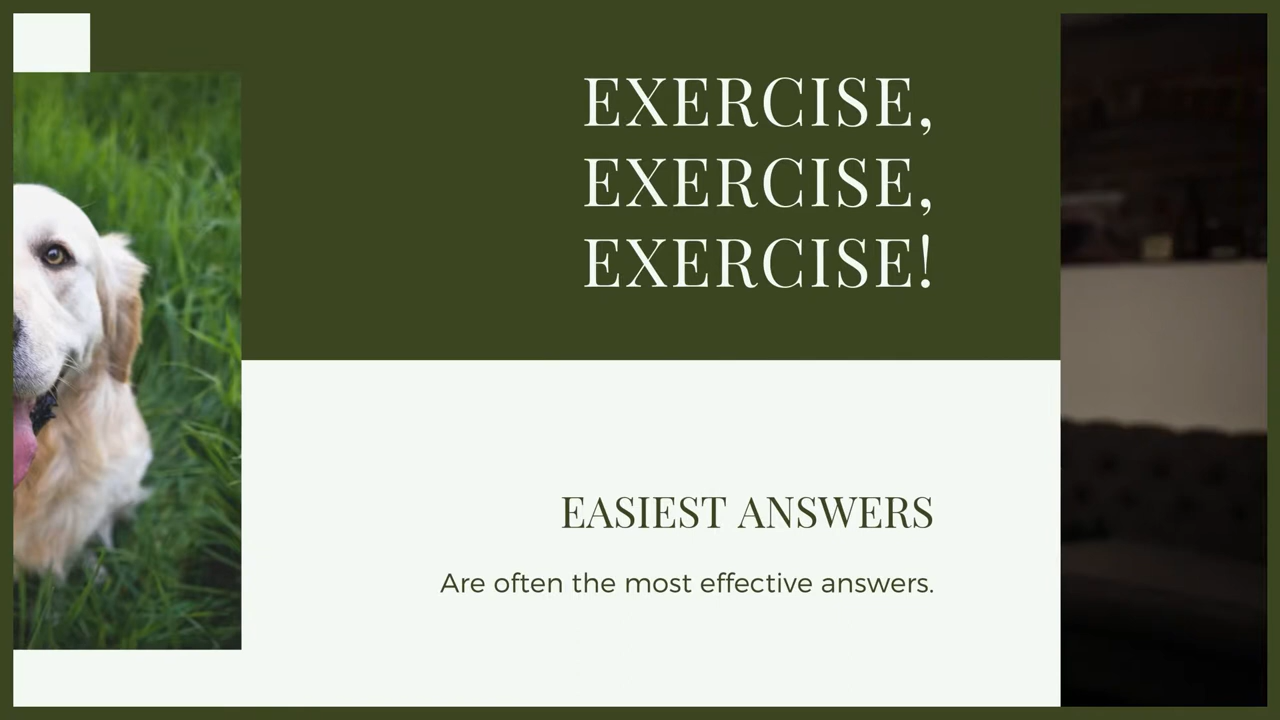 EXERCISE,
EXERCISE,
EXERCISE!
EASIEST ANSWERS
Are often the most effective answers.